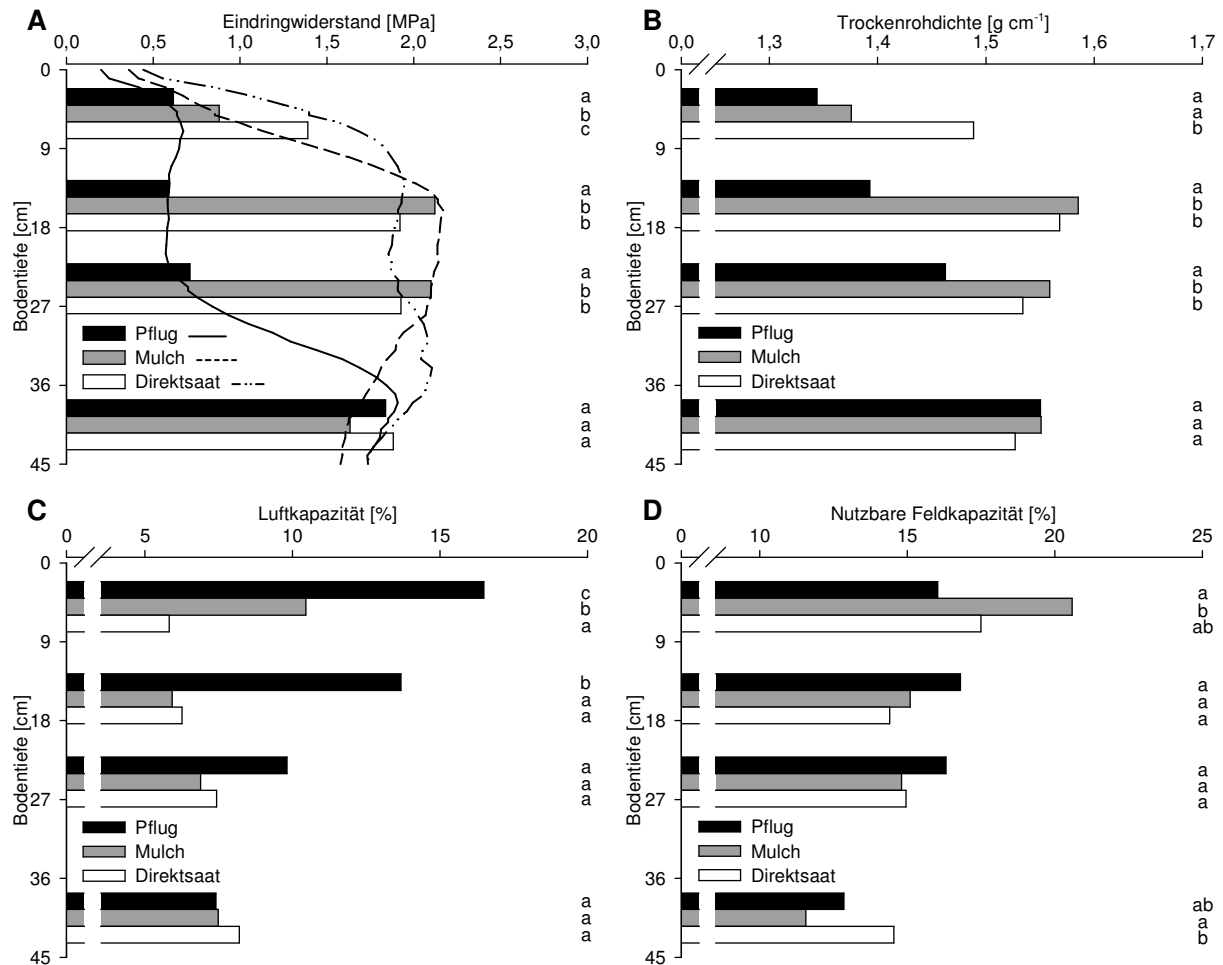 A Eindringwiderstand [MPa]
0,0 0,5 1,0 1,5 2,0 2,5 3,0
0
9
18
27
36
45
Bodentiefe [cm]
a
b
c
a
b
b
a
b
b
a
a
a
Pflug
Mulch
Direktsaat
B Trockenrohdichte [g cm⁻¹]
0,0 1,3 1,4 1,5 1,6 1,7
0
9
18
27
36
45
Bodentiefe [cm]
a
a
b
a
b
b
a
b
b
a
a
a
Pflug
Mulch
Direktsaat
C Luftkapazität [%]
0 5 10 15 20
0
9
18
27
36
45
Bodentiefe [cm]
c
b
a
b
a
a
a
a
a
a
a
a
Pflug
Mulch
Direktsaat
D Nutzbare Feldkapazität [%]
0 10 15 20 25
0
9
18
27
36
45
Bodentiefe [cm]
a
b
ab
a
a
a
a
a
a
ab
a
b
Pflug
Mulch
Direktsaat